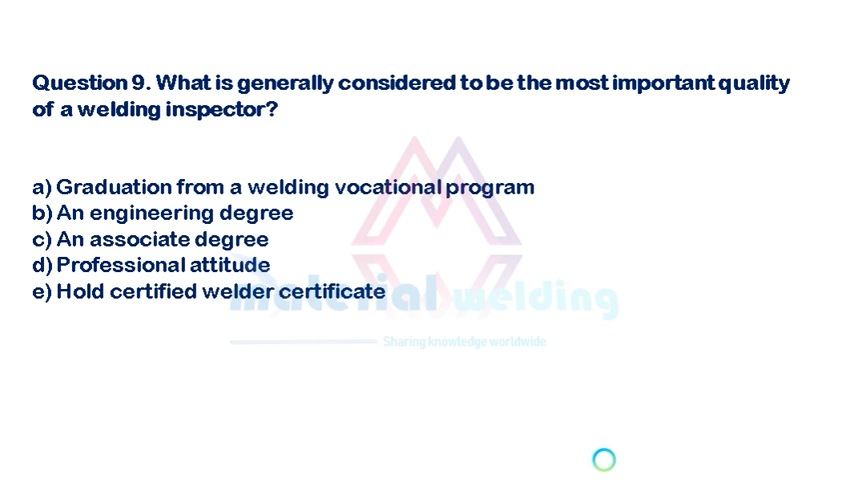 Question 9. What is generally considered to be the most important quality
of a welding inspector?
a) Graduation from a welding vocational program
b) An engineering degree
c) An associate degree
d) Professional attitude
e) Hold certified welder certificate
material welding
Sharing knowledge worldwide